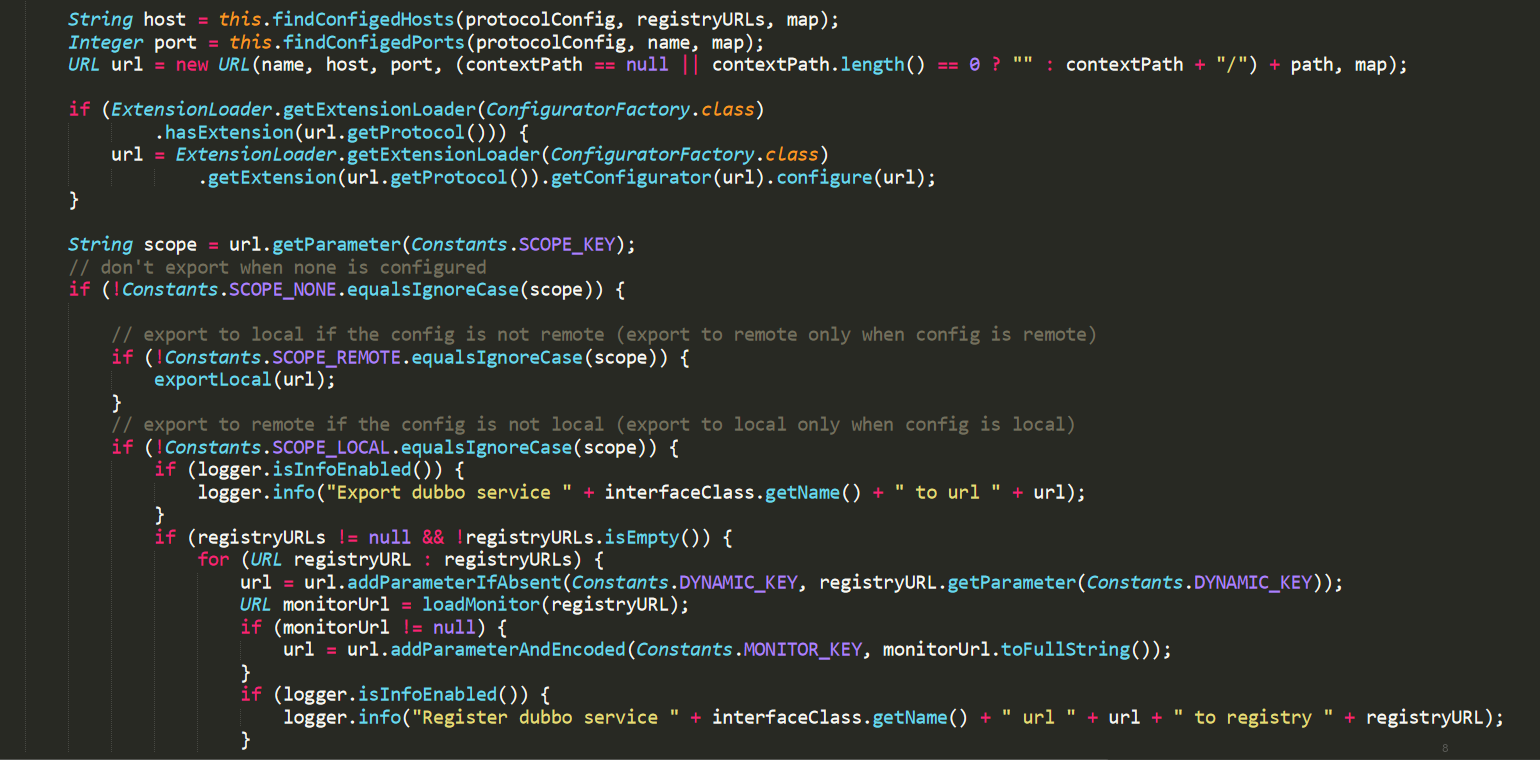 String host = this.findConfigedHosts(protocolConfig, registryURLs, map);
Integer port = this.findConfigedPorts(protocolConfig, name, map);
URL url = new URL(name, host, port, (contextPath == null || contextPath.length() == 0 ? "" : contextPath + "/") + path, map);
if (ExtensionLoader.getExtensionLoader(ConfiguratorFactory.class)
.hasExtension(url.getProtocol())) {
url = ExtensionLoader.getExtensionLoader(ConfiguratorFactory.class)
.getExtension(url.getProtocol()).getConfigurator(url).configure(url);
}
String scope = url.getParameter(Constants.SCOPE_KEY);
// don't export when none is configured
if (!Constants.SCOPE_NONE.equalsIgnoreCase(scope)) {
// export to local if the config is not remote (export to remote only when config is remote)
if (!Constants.SCOPE_REMOTE.equalsIgnoreCase(scope)) {
exportLocal(url);
}
// export to remote if the config is not local (export to local only when config is local)
if (!Constants.SCOPE_LOCAL.equalsIgnoreCase(scope)) {
if (logger.isInfoEnabled()) {
logger.info("Export dubbo service " + interfaceClass.getName() + " to url " + url);
}
if (registryURLs != null && !registryURLs.isEmpty()) {
for (URL registryURL : registryURLs) {
url = url.addParameterIfAbsent(Constants.DYNAMIC_KEY, registryURL.getParameter(Constants.DYNAMIC_KEY));
URL monitorUrl = loadMonitor(registryURL);
if (monitorUrl != null) {
url = url.addParameterAndEncoded(Constants.MONITOR_KEY, monitorUrl.toFullString());
}
if (logger.isInfoEnabled()) {
logger.info("Register dubbo service " + interfaceClass.getName() + " url " + url + " to registry " + registryURL);
}
8